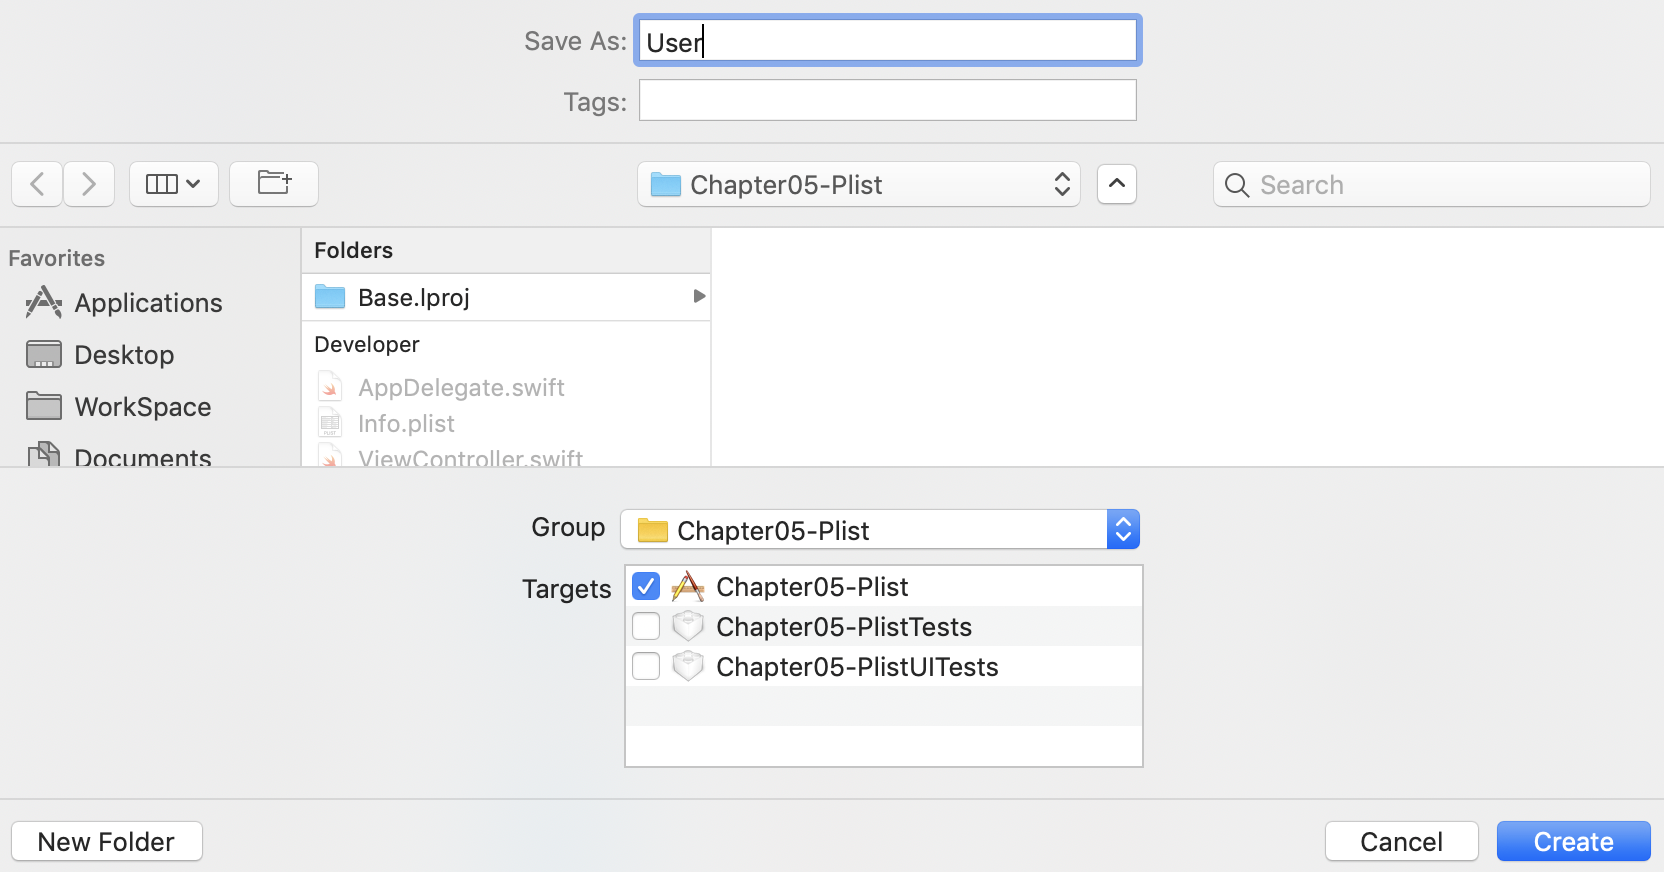 Save As: User
Tags:
Chapter05-Plist
Search
Favorites
Applications
Desktop
WorkSpace
Documents
Folders
Base.lproj
Developer
AppDelegate.swift
Info.plist
ViewController.swift
Group Chapter05-Plist
Targets Chapter05-Plist
Chapter05-PlistTests
Chapter05-PlistUITests
New Folder Cancel Create